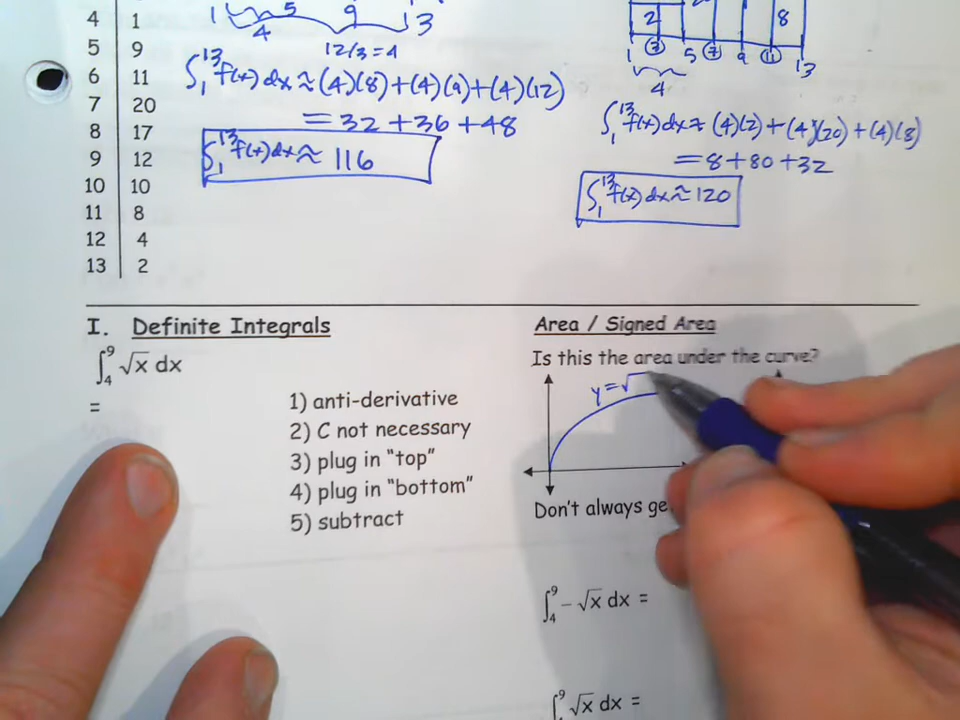 4 1
5 9
6 11
7 20
8 17
9 12
10 10
11 8
12 4
13 2
1 5 9 13
4
12/3=4
∫₁¹³ f(x) dx ≈ (4)(8)+(4)(9)+(4)(12)
= 32 + 36 + 48
∫₁¹³ f(x) dx ≈ 116
2 8
1 3 5 7 9 11 13
4
∫₁¹³ f(x) dx ≈ (4)(2)+(4)(20)+(4)(8)
= 8+80+32
∫₁¹³ f(x) dx ≈ 120
I. Definite Integrals
∫₄⁹ √x dx
=
1) anti-derivative
2) C not necessary
3) plug in "top"
4) plug in "bottom"
5) subtract
Area / Signed Area
Is this the area under the curve?
y=√
Don't always ge
∫₄⁹ -√x dx =
∫₄⁹ √x dx =